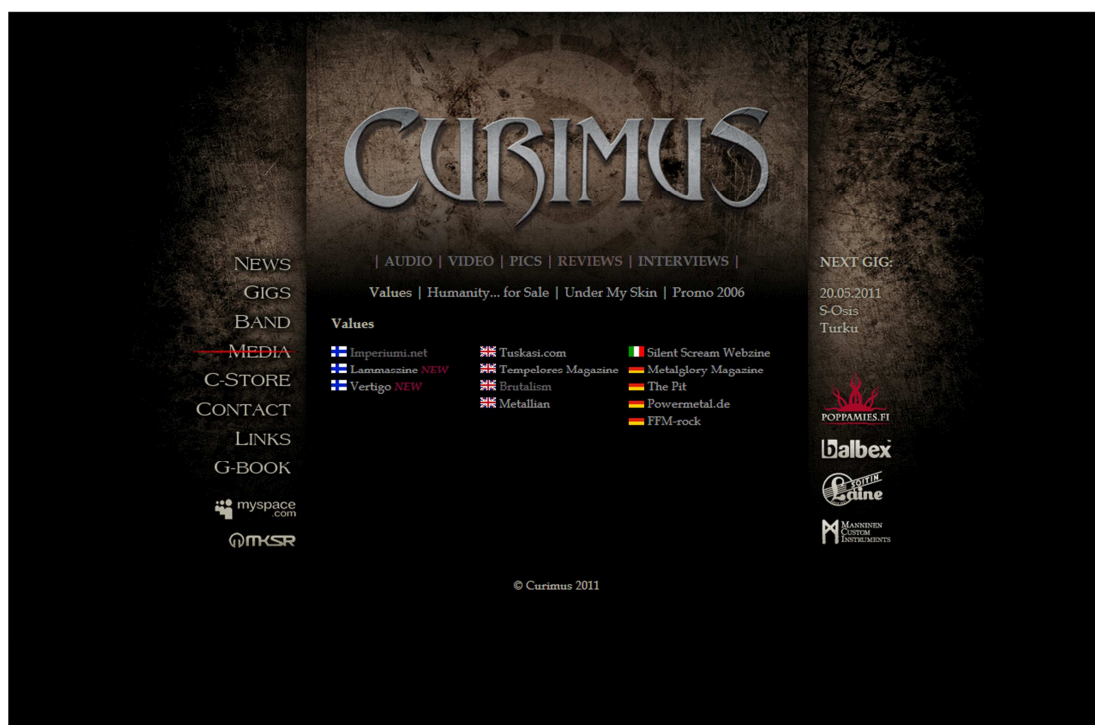 CURIMUS
| AUDIO | VIDEO | PICS | REVIEWS | INTERVIEWS |
Values | Humanity... for Sale | Under My Skin | Promo 2006
NEWS
GIGS
BAND
MEDIA
C-STORE
CONTACT
LINKS
G-BOOK
myspace
.com
MKSR
Values
Imperiumi.net
Lammaszine NEW
Vertigo NEW
Tuskasi.com
Tempelores Magazine
Brutalism
Metallian
Silent Scream Webzine
Metalglory Magazine
The Pit
Powermetal.de
FFM-rock
NEXT GIG:
20.05.2011
S-Osis
Turku
POPPAMIES.FI
balbex
SOITIN
Laine
MANNINEN
CUSTOM
INSTRUMENTS
© Curimus 2011